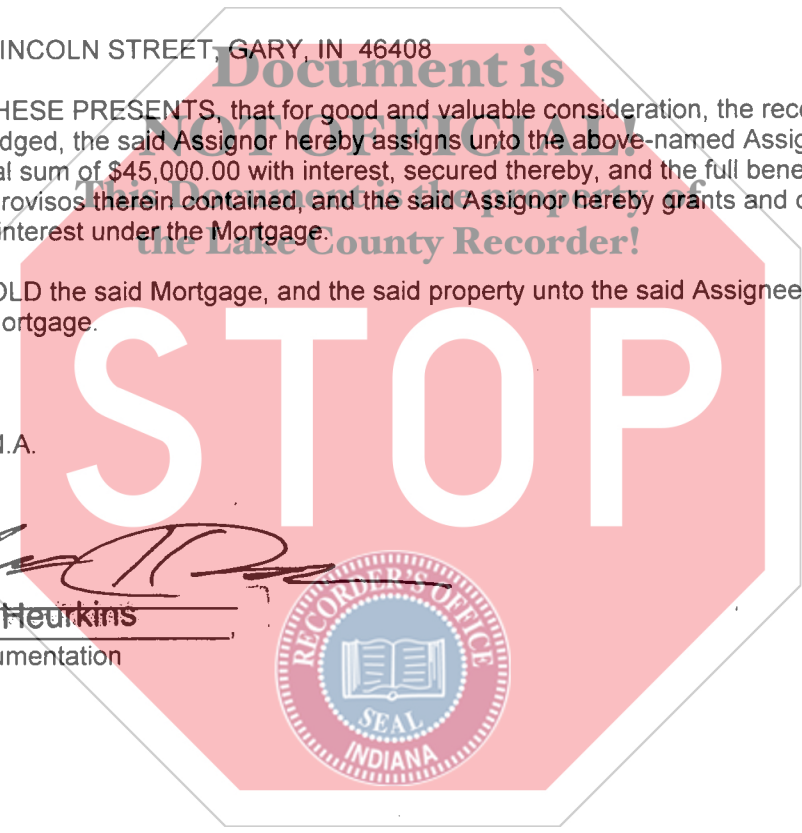 INCOLN STREET, GARY, IN 46408
Document is
HESE PRESENTS, that for good and valuable consideration, the rece
NOT OFFICIAL!
dged, the said Assignor hereby assigns unto the above-named Assig
al sum of $45,000.00 with interest, secured thereby, and the full bene
This Document is the property of
rovisos therein contained, and the said Assignor hereby grants and c
interest under the Mortgage.
the Lake County Recorder!
OLD the said Mortgage, and the said property unto the said Assignee
ortgage.
STOP
I.A.
Heurkins
umentation
RECORDER'S OFFICE
SEAL
INDIANA